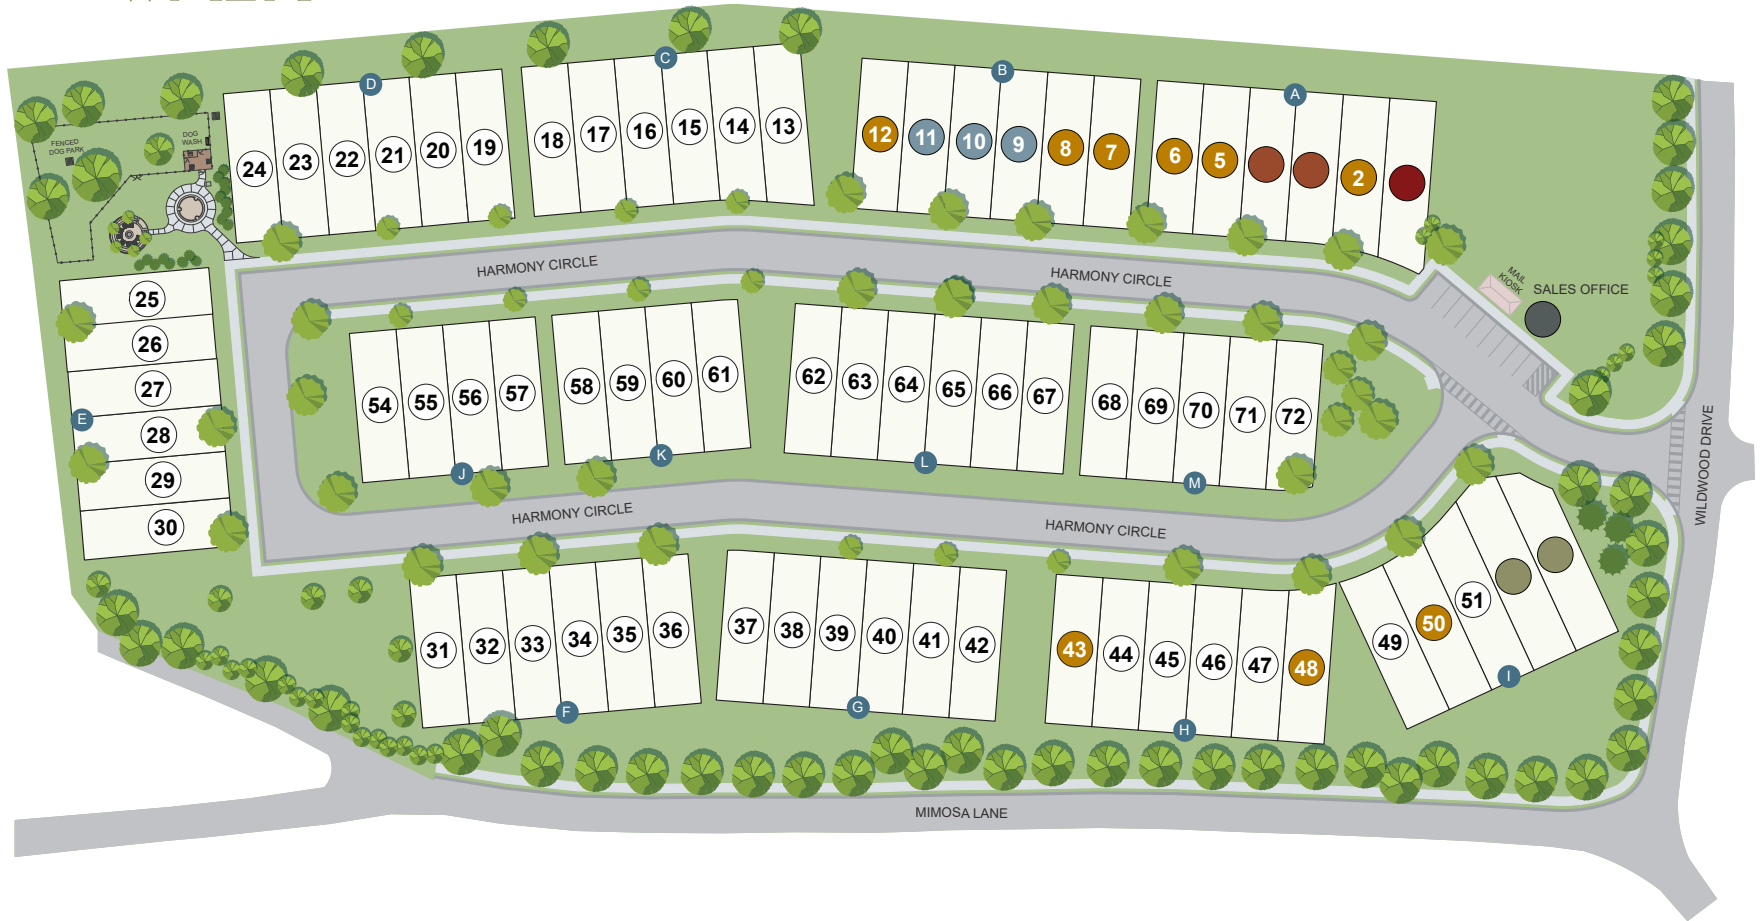 D
C
B
A
FENCED
DOG PARK
DOG
WASH
24 23 22 21 20 19
18 17 16 15 14 13
12 11 10 9 8 7
6 5 2
HARMONY CIRCLE
HARMONY CIRCLE
MAIL
KIOSK
SALES OFFICE
25
26
27
E
28
29
30
54 55 56 57
58 59 60 61
62 63 64 65 66 67
68 69 70 71 72
J
K
L
M
WILDWOOD DRIVE
HARMONY CIRCLE
HARMONY CIRCLE
31 32 33 34 35 36
37 38 39 40 41 42
43 44 45 46 47 48
49 50 51
F
G
H
I
MIMOSA LANE